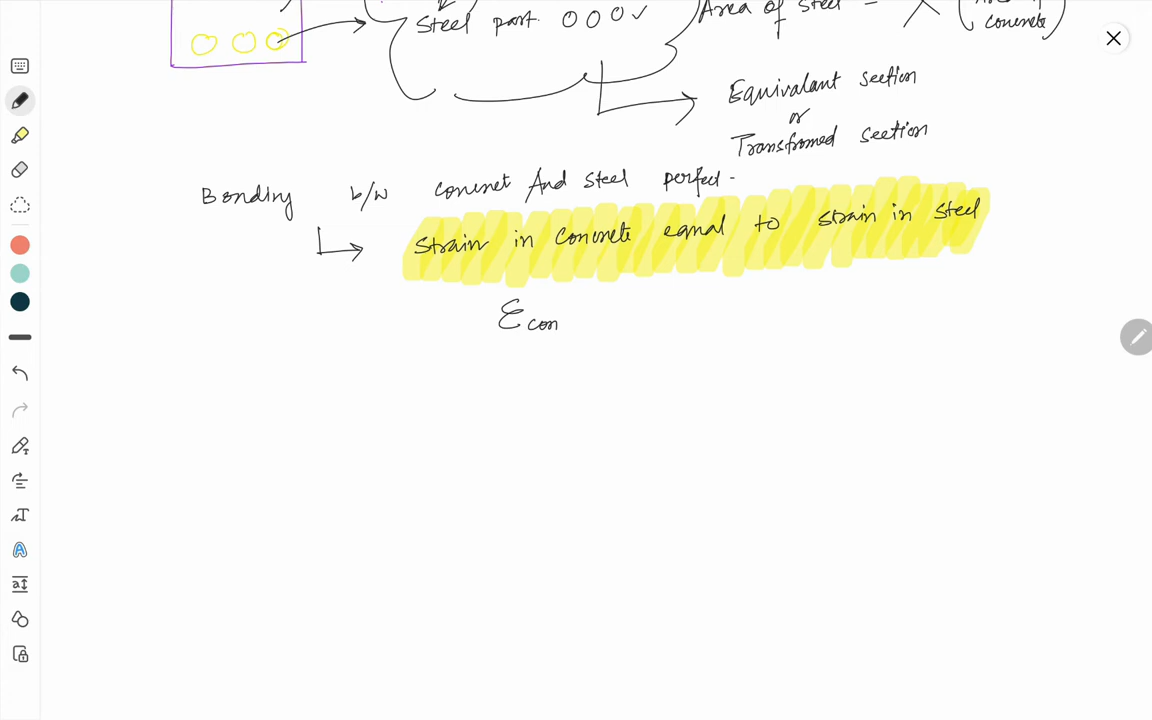 Steel part. Area of steel =
concrete
Equivalant section
or
Transfromed section
Bonding b/w concret And steel perfect.
Strain in concrete equal to strain in steel
Ɛcon